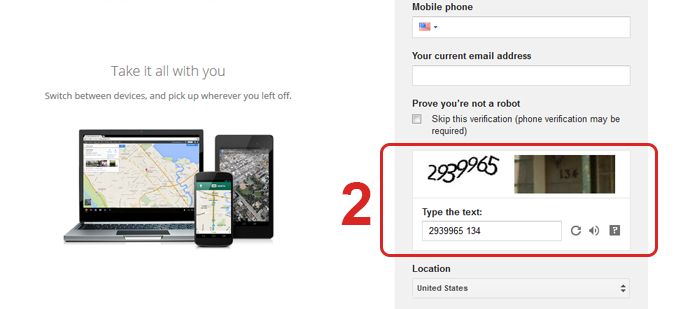 Take it all with you
Switch between devices, and pick up wherever you left off.
Mobile phone
Your current email address
Prove you're not a robot
Skip this verification (phone verification may be
required)
2
2939965 134
Type the text:
2939965 134
?
Location
United States